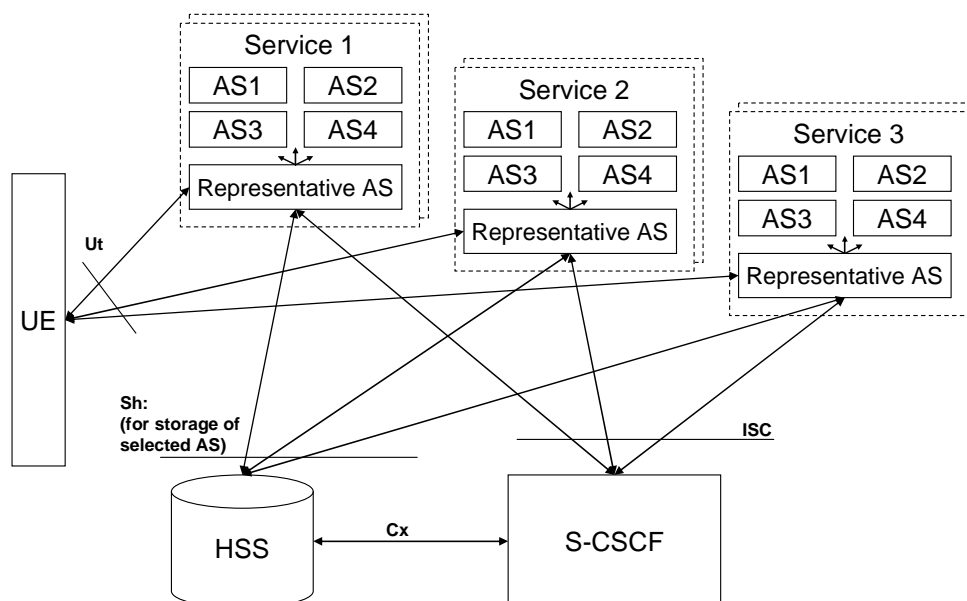 Service 1
AS1 AS2
AS3 AS4
Representative AS
Service 2
AS1 AS2
AS3 AS4
Representative AS
Service 3
AS1 AS2
AS3 AS4
Representative AS
Ut
UE
Sh:
(for storage of
selected AS)
ISC
HSS
Cx
S-CSCF